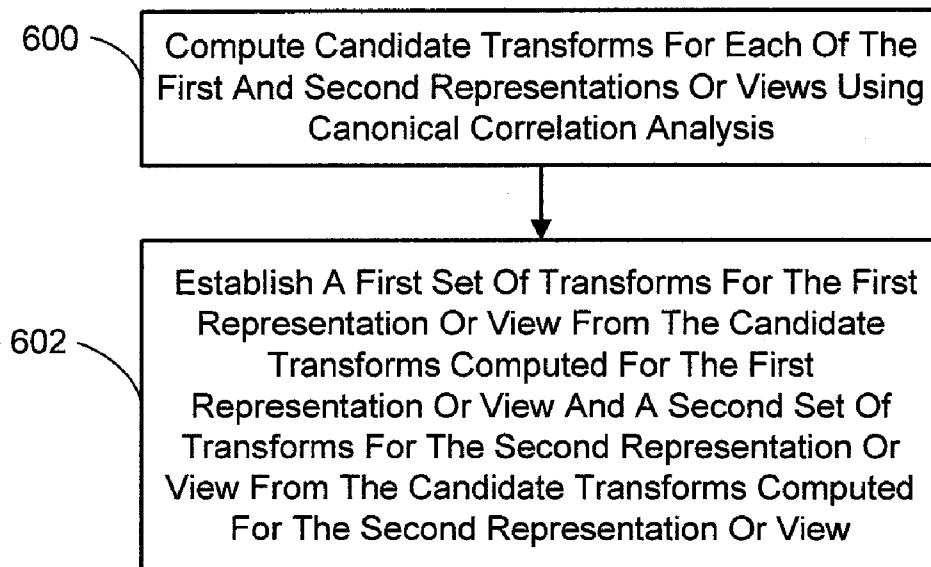 600
Compute Candidate Transforms For Each Of The
First And Second Representations Or Views Using
Canonical Correlation Analysis
602
Establish A First Set Of Transforms For The First
Representation Or View From The Candidate
Transforms Computed For The First
Representation Or View And A Second Set Of
Transforms For The Second Representation Or
View From The Candidate Transforms Computed
For The Second Representation Or View